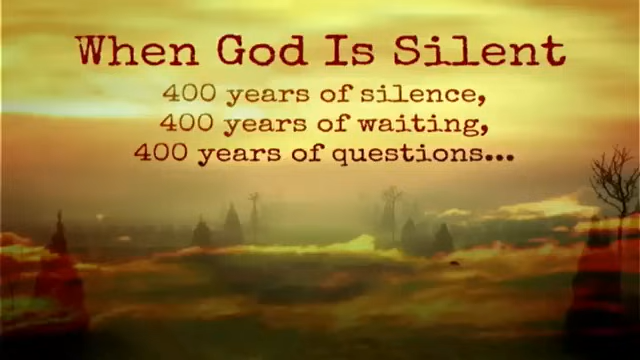 When God Is Silent
400 years of silence,
400 years of waiting,
400 years of questions...